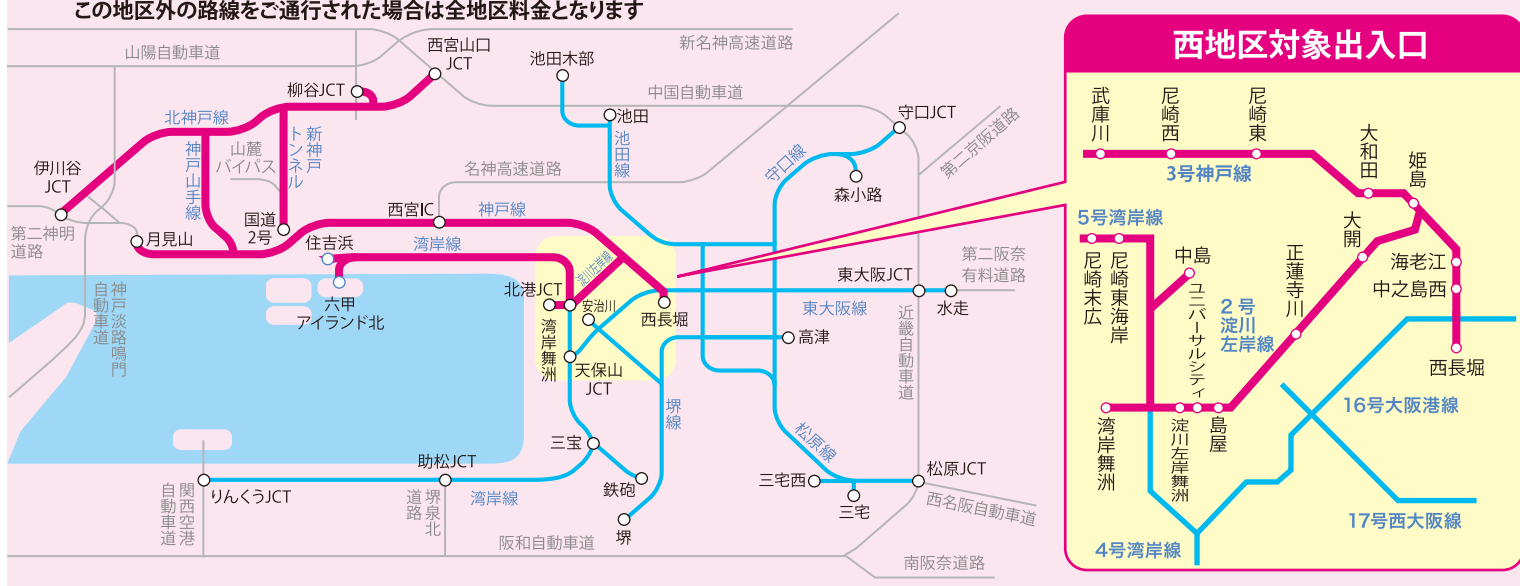 この地区外の路線をご通行された場合は全地区料金となります
山陽自動車道
西宮山口
JCT
新名神高速道路
池田木部
柳谷JCT
中国自動車道
守口JCT
池田
第二京阪道路
北神戸線
新神戸
トンネル
神戸山手線
山麓
バイパス
池田線
守口線
名神高速道路
伊川谷
JCT
森小路
西宮IC
神戸線
国道
2号
第二神明
道路
月見山
住吉浜
湾岸線
淀川左岸線
第二阪奈
有料道路
東大阪JCT
北港JCT
安治川
六甲
アイランド北
西長堀
東大阪線
水走
神戸淡路鳴門
自動車道
湾岸舞洲
高津
近畿自動車道
天保山
JCT
堺線
松原線
三宝
助松JCT
松原JCT
三宅西
りんくうJCT
湾岸線
鉄砲
三宅
西名阪自動車道
関西空港
自動車道
堺泉北
道路
堺
阪和自動車道
南阪奈道路
西地区対象出入口
武庫川
尼崎西
尼崎東
大和田
姫島
3号神戸線
5号湾岸線
大開
中島
正蓮寺川
尼崎末広
尼崎東海岸
海老江
中之島西
ユニバーサルシティ
2号
淀川
左岸線
西長堀
16号大阪港線
湾岸舞洲
淀川左岸舞洲
島屋
17号西大阪線
4号湾岸線